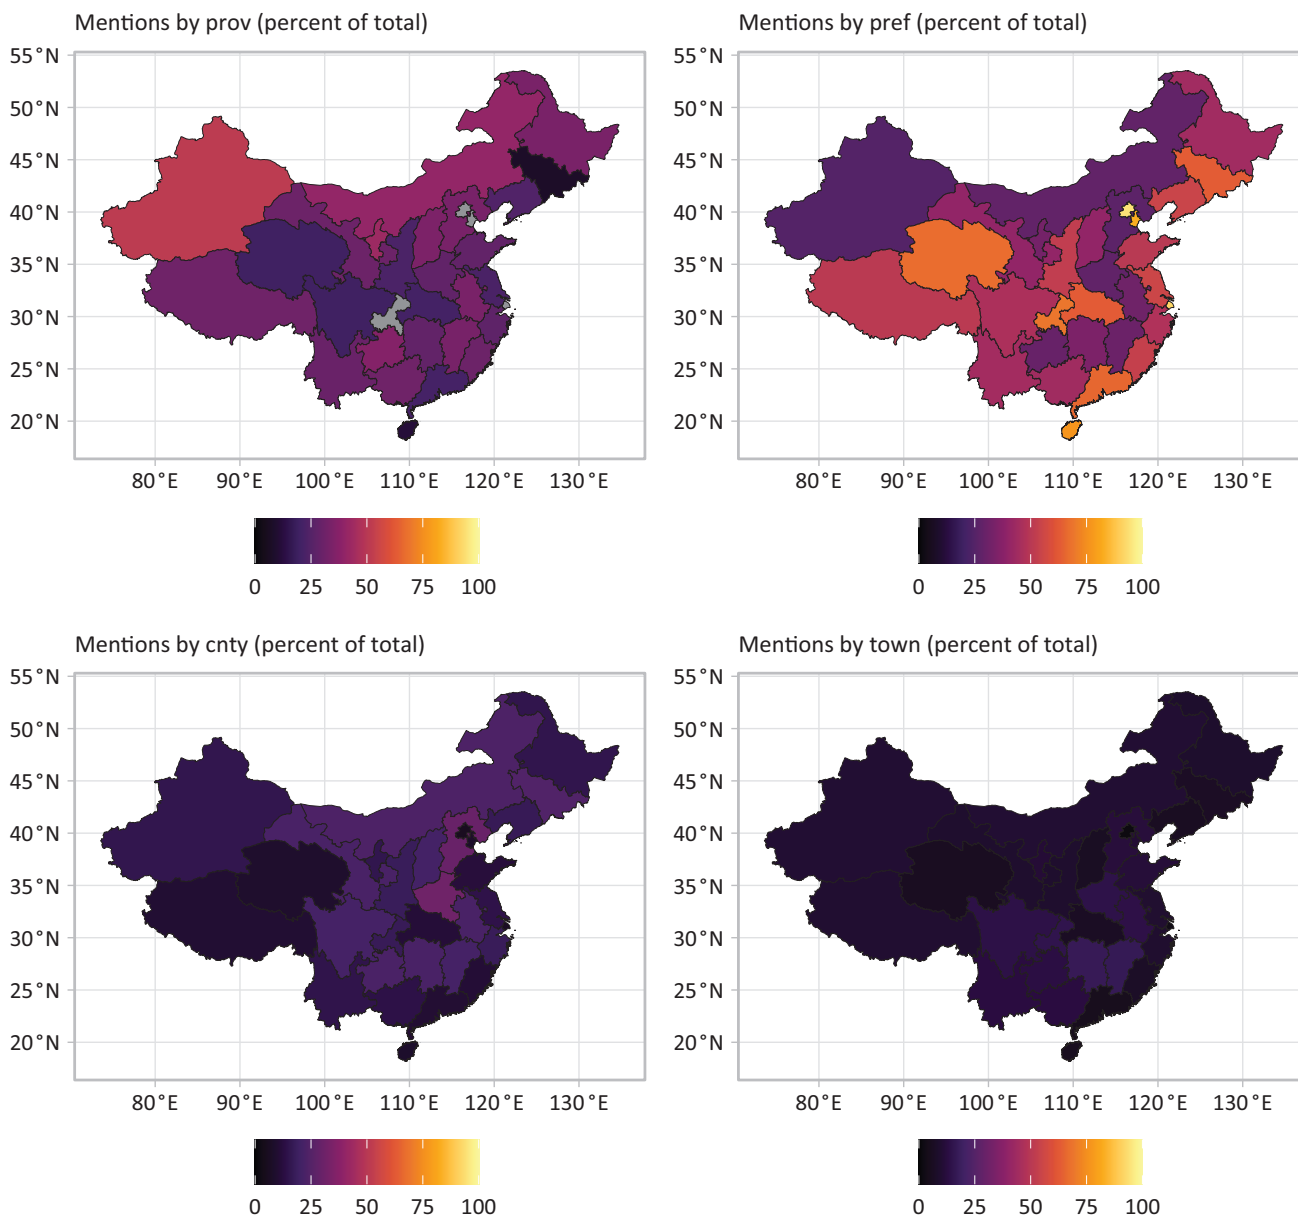 Mentions by prov (percent of total)
55°N
50°N
45°N
40°N
35°N
30°N
25°N
20°N
80°E 90°E 100°E 110°E 120°E 130°E
0 25 50 75 100
Mentions by pref (percent of total)
55°N
50°N
45°N
40°N
35°N
30°N
25°N
20°N
80°E 90°E 100°E 110°E 120°E 130°E
0 25 50 75 100
Mentions by cnty (percent of total)
55°N
50°N
45°N
40°N
35°N
30°N
25°N
20°N
80°E 90°E 100°E 110°E 120°E 130°E
0 25 50 75 100
Mentions by town (percent of total)
55°N
50°N
45°N
40°N
35°N
30°N
25°N
20°N
80°E 90°E 100°E 110°E 120°E 130°E
0 25 50 75 100